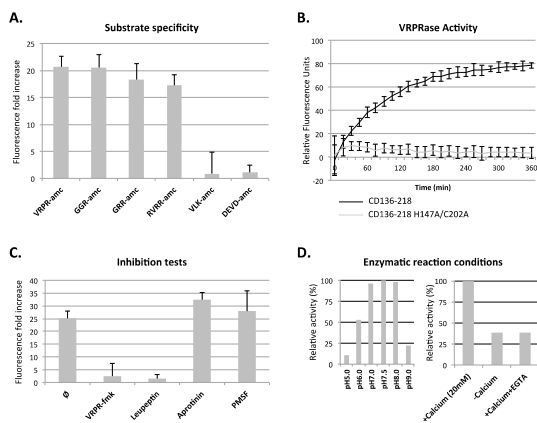 A.
Substrate specificity
Fluorescence fold increase
25
20
15
10
5
0
VRPR-amc
GGR-amc
GRR-amc
RVRR-amc
VLK-amc
DEVD-amc
B.
VRPRase Activity
Relative Fluorescence Units
100
80
60
40
20
0
-20
60
120
180
240
300
360
Time (min)
CD136-218
CD136-218 H147A/C202A
C.
Inhibition tests
Fluorescence fold increase
40
35
30
25
20
15
10
5
0
Ø
VRPR-fmk
Leupeptin
Aprotinin
PMSF
D.
Enzymatic reaction conditions
Relative activity (%)
100
75
50
25
0
pH5.0
pH6.0
pH7.0
pH7.5
pH8.0
pH9.0
Relative activity (%)
100
75
50
25
0
+Calcium (20mM)
-Calcium
+Calcium+EGTA